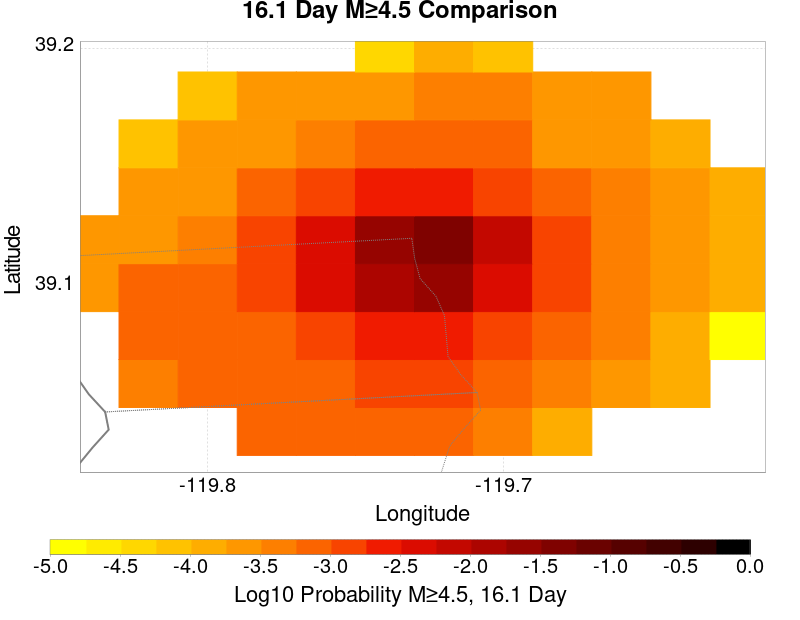 16.1 Day M≥4.5 Comparison
39.2
39.1
Latitude
-119.8 -119.7
Longitude
-5.0 -4.5 -4.0 -3.5 -3.0 -2.5 -2.0 -1.5 -1.0 -0.5 0.0
Log10 Probability M≥4.5, 16.1 Day